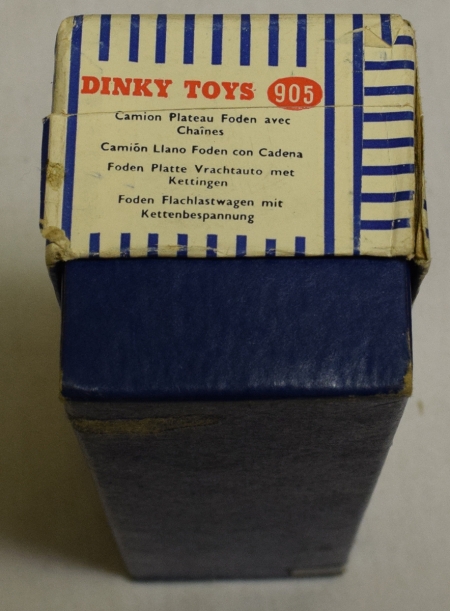 DINKY TOYS 905
Camion Plateau Foden avec
Chaînes
Camión Llano Foden con Cadena
Foden Platte Vrachtauto met
Kettingen
Foden Flachlastwagen mit
Kettenbespannung